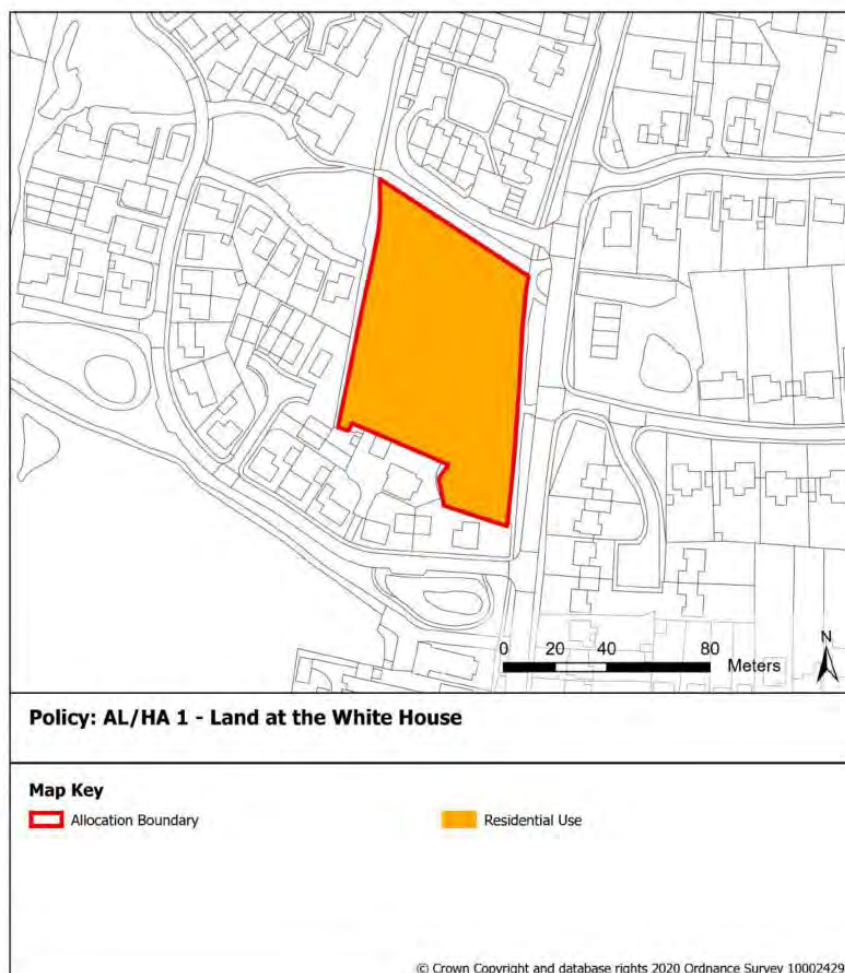 N
0 20 40 80
Meters
Policy: AL/HA 1 - Land at the White House
Map Key
Allocation Boundary
Residential Use
© Crown Copyright and database rights 2020 Ordnance Survey 10002429